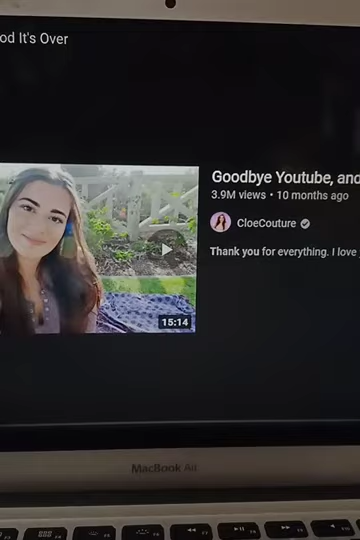 od It's Over
Goodbye Youtube, and
3.9M views • 10 months ago
CloeCouture
Thank you for everything. I love
15:14
MacBook Air